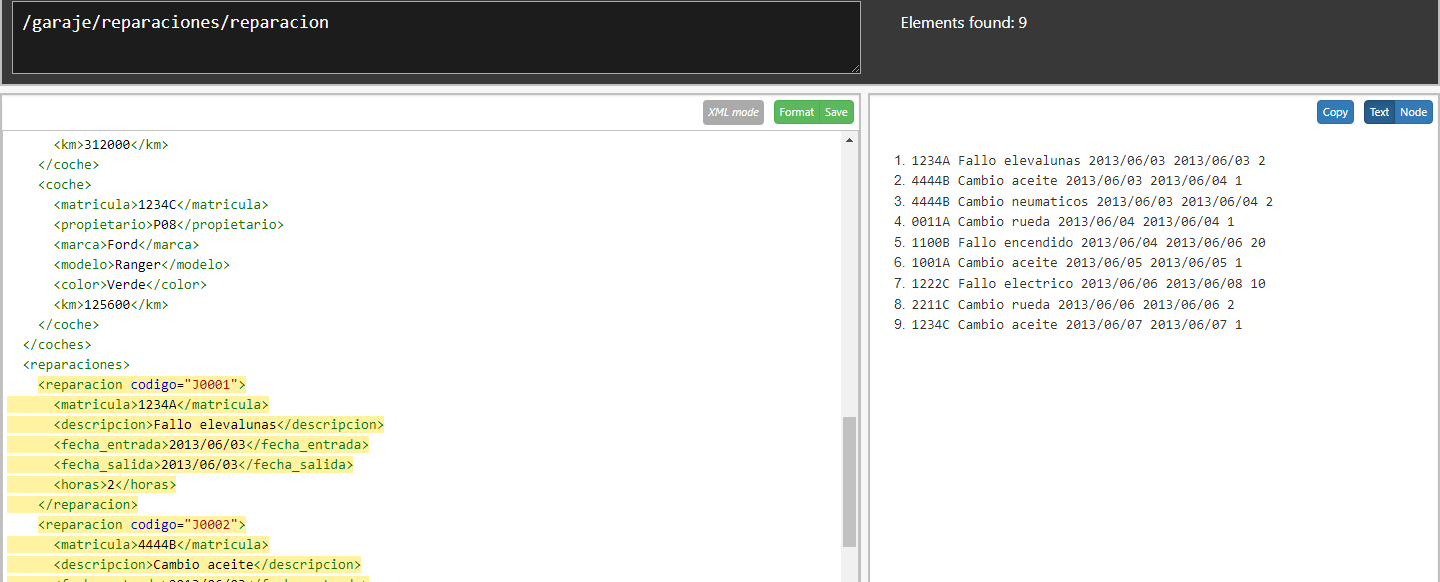 /garaje/reparaciones/reparacion
Elements found: 9
XML mode
Format
Save
Copy
Text
Node
<km>312000</km>
</coche>
<coche>
<matricula>1234C</matricula>
<propietario>P08</propietario>
<marca>Ford</marca>
<modelo>Ranger</modelo>
<color>Verde</color>
<km>125600</km>
</coche>
</coches>
<reparaciones>
<reparacion codigo="J0001">
<matricula>1234A</matricula>
<descripcion>Fallo elevalunas</descripcion>
<fecha_entrada>2013/06/03</fecha_entrada>
<fecha_salida>2013/06/03</fecha_salida>
<horas>2</horas>
</reparacion>
<reparacion codigo="J0002">
<matricula>4444B</matricula>
<descripcion>Cambio aceite</descripcion>
1. 1234A Fallo elevalunas 2013/06/03 2013/06/03 2
2. 4444B Cambio aceite 2013/06/03 2013/06/04 1
3. 4444B Cambio neumaticos 2013/06/03 2013/06/04 2
4. 0011A Cambio rueda 2013/06/04 2013/06/04 1
5. 1100B Fallo encendido 2013/06/04 2013/06/06 20
6. 1001A Cambio aceite 2013/06/05 2013/06/05 1
7. 1222C Fallo electrico 2013/06/06 2013/06/08 10
8. 2211C Cambio rueda 2013/06/06 2013/06/06 2
9. 1234C Cambio aceite 2013/06/07 2013/06/07 1